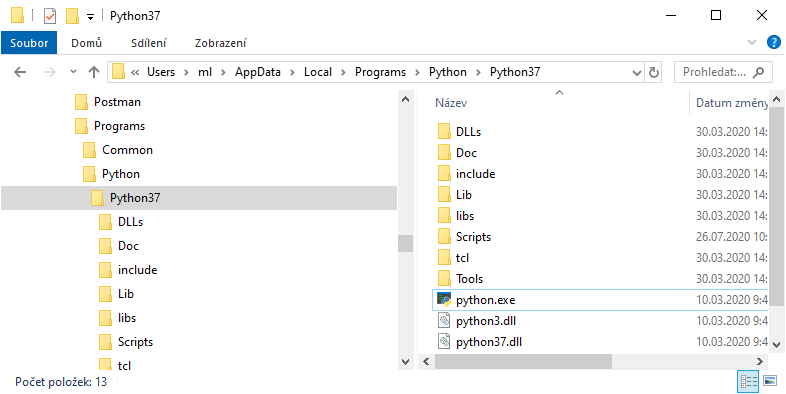 Python37
Soubor Domů Sdílení Zobrazení
« Users › ml › AppData › Local › Programs › Python › Python37
Prohledat:...
Postman
Programs
Common
Python
Python37
DLLs
Doc
include
Lib
libs
Scripts
tcl
Název Datum změny
DLLs 30.03.2020 14:
Doc 30.03.2020 14:
include 30.03.2020 14:
Lib 30.03.2020 14:
libs 30.03.2020 14:
Scripts 26.07.2020 10:
tcl 30.03.2020 14:
Tools 30.03.2020 14:
python.exe 10.03.2020 9:4
python3.dll 10.03.2020 9:4
python37.dll 10.03.2020 9:4
Počet položek: 13